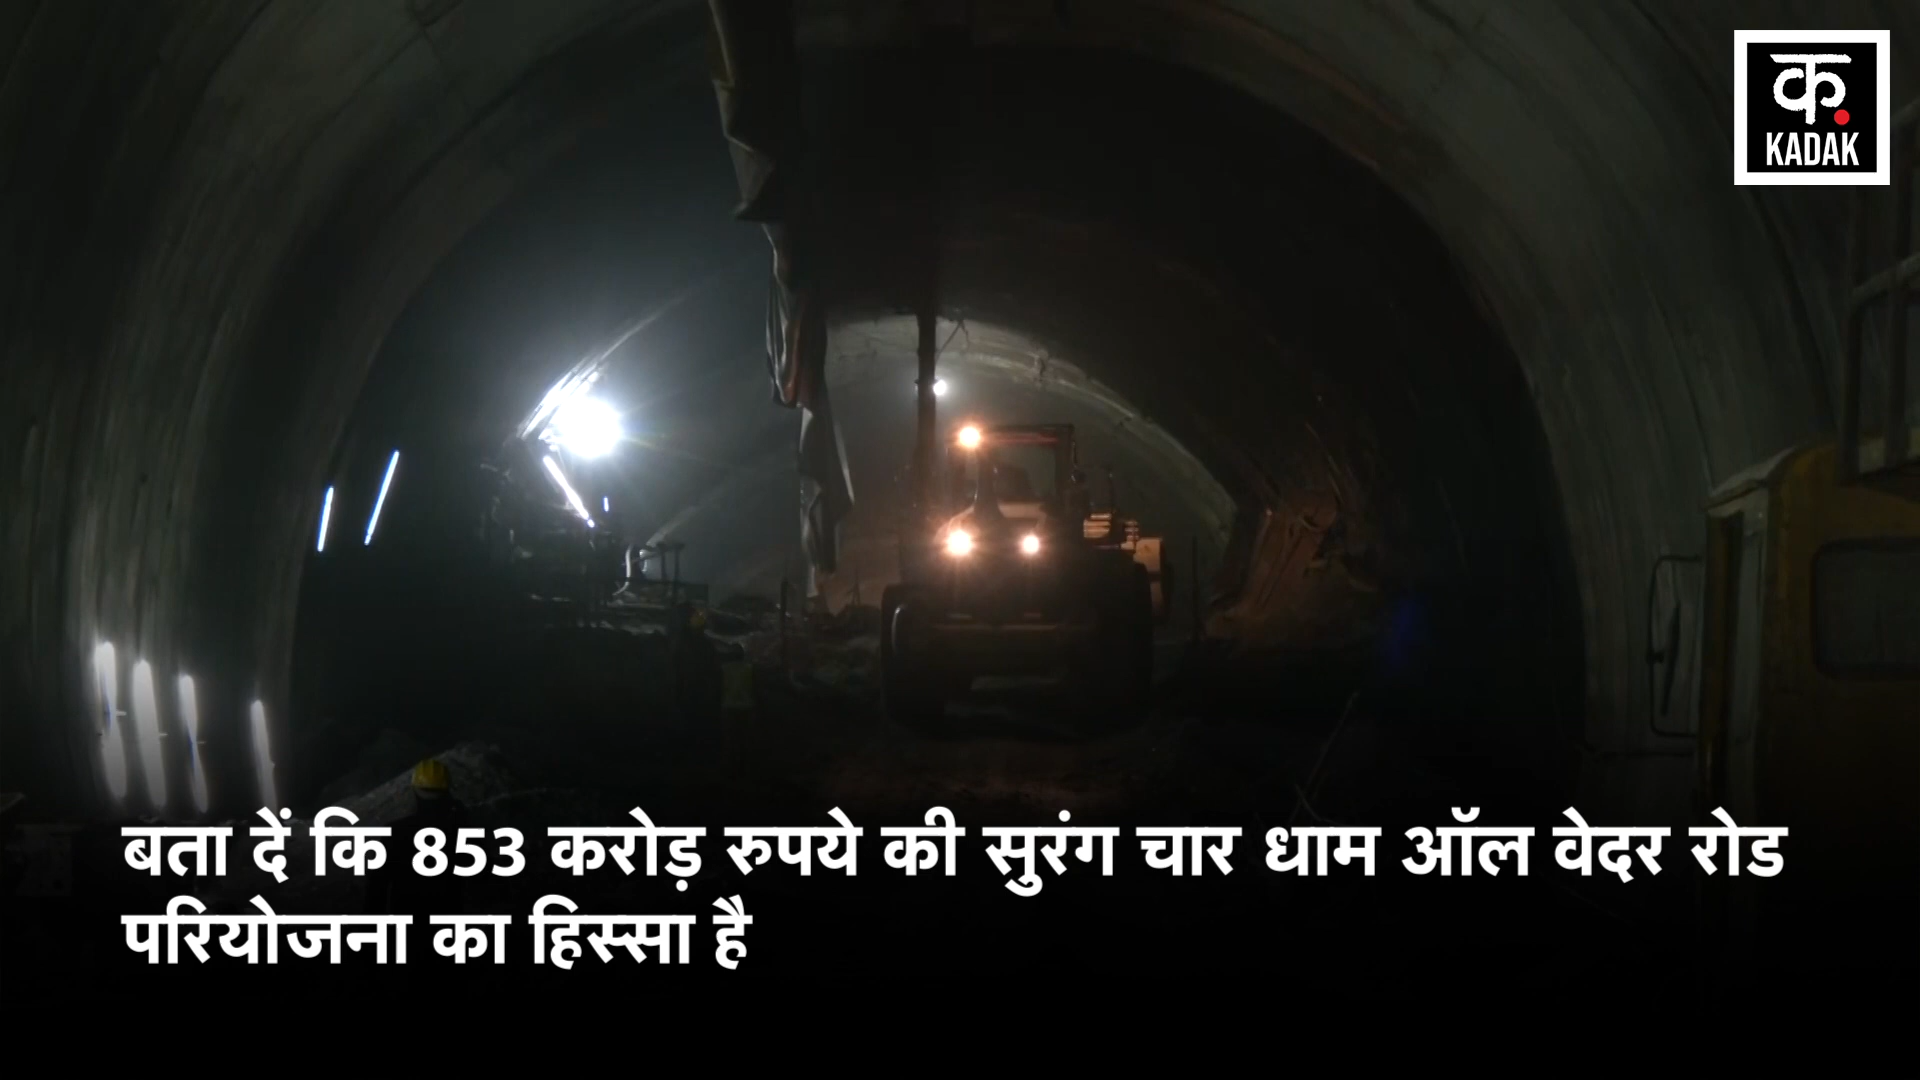 क.
KADAK
बता दें कि 853 करोड़ रुपये की सुरंग चार धाम ऑल वेदर रोड
परियोजना का हिस्सा है